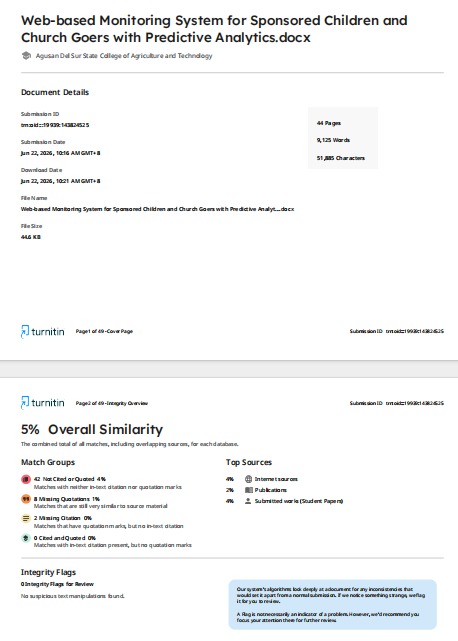 Web-based Monitoring System for Sponsored Children and
Church Goers with Predictive Analytics.docx
Agusan Del Sur State College of Agriculture and Technology
Document Details
Submission ID
trn:oid:::19939:143824525
Submission Date
Jun 22, 2026, 10:16 AM GMT+8
Download Date
Jun 22, 2026, 10:21 AM GMT+8
File Name
Web-based Monitoring System for Sponsored Children and Church Goers with Predictive Analyt....docx
File Size
44.6 KB
44 Pages
9,125 Words
51,885 Characters
turnitin Page 1 of 49 - Cover Page Submission ID trn:oid:::19939:143824525
turnitin Page 2 of 49 - Integrity Overview Submission ID trn:oid:::19939:143824525
5% Overall Similarity
The combined total of all matches, including overlapping sources, for each database.
Match Groups
42 Not Cited or Quoted 4%
Matches with neither in-text citation nor quotation marks
8 Missing Quotations 1%
Matches that are still very similar to source material
2 Missing Citation 0%
Matches that have quotation marks, but no in-text citation
0 Cited and Quoted 0%
Matches with in-text citation present, but no quotation marks
Top Sources
4% Internet sources
2% Publications
4% Submitted works (Student Papers)
Integrity Flags
0 Integrity Flags for Review
No suspicious text manipulations found.
Our system's algorithms look deeply at a document for any inconsistencies that
would set it apart from a normal submission. If we notice something strange, we flag
it for you to review.
A Flag is not necessarily an indicator of a problem. However, we'd recommend you
focus your attention there for further review.